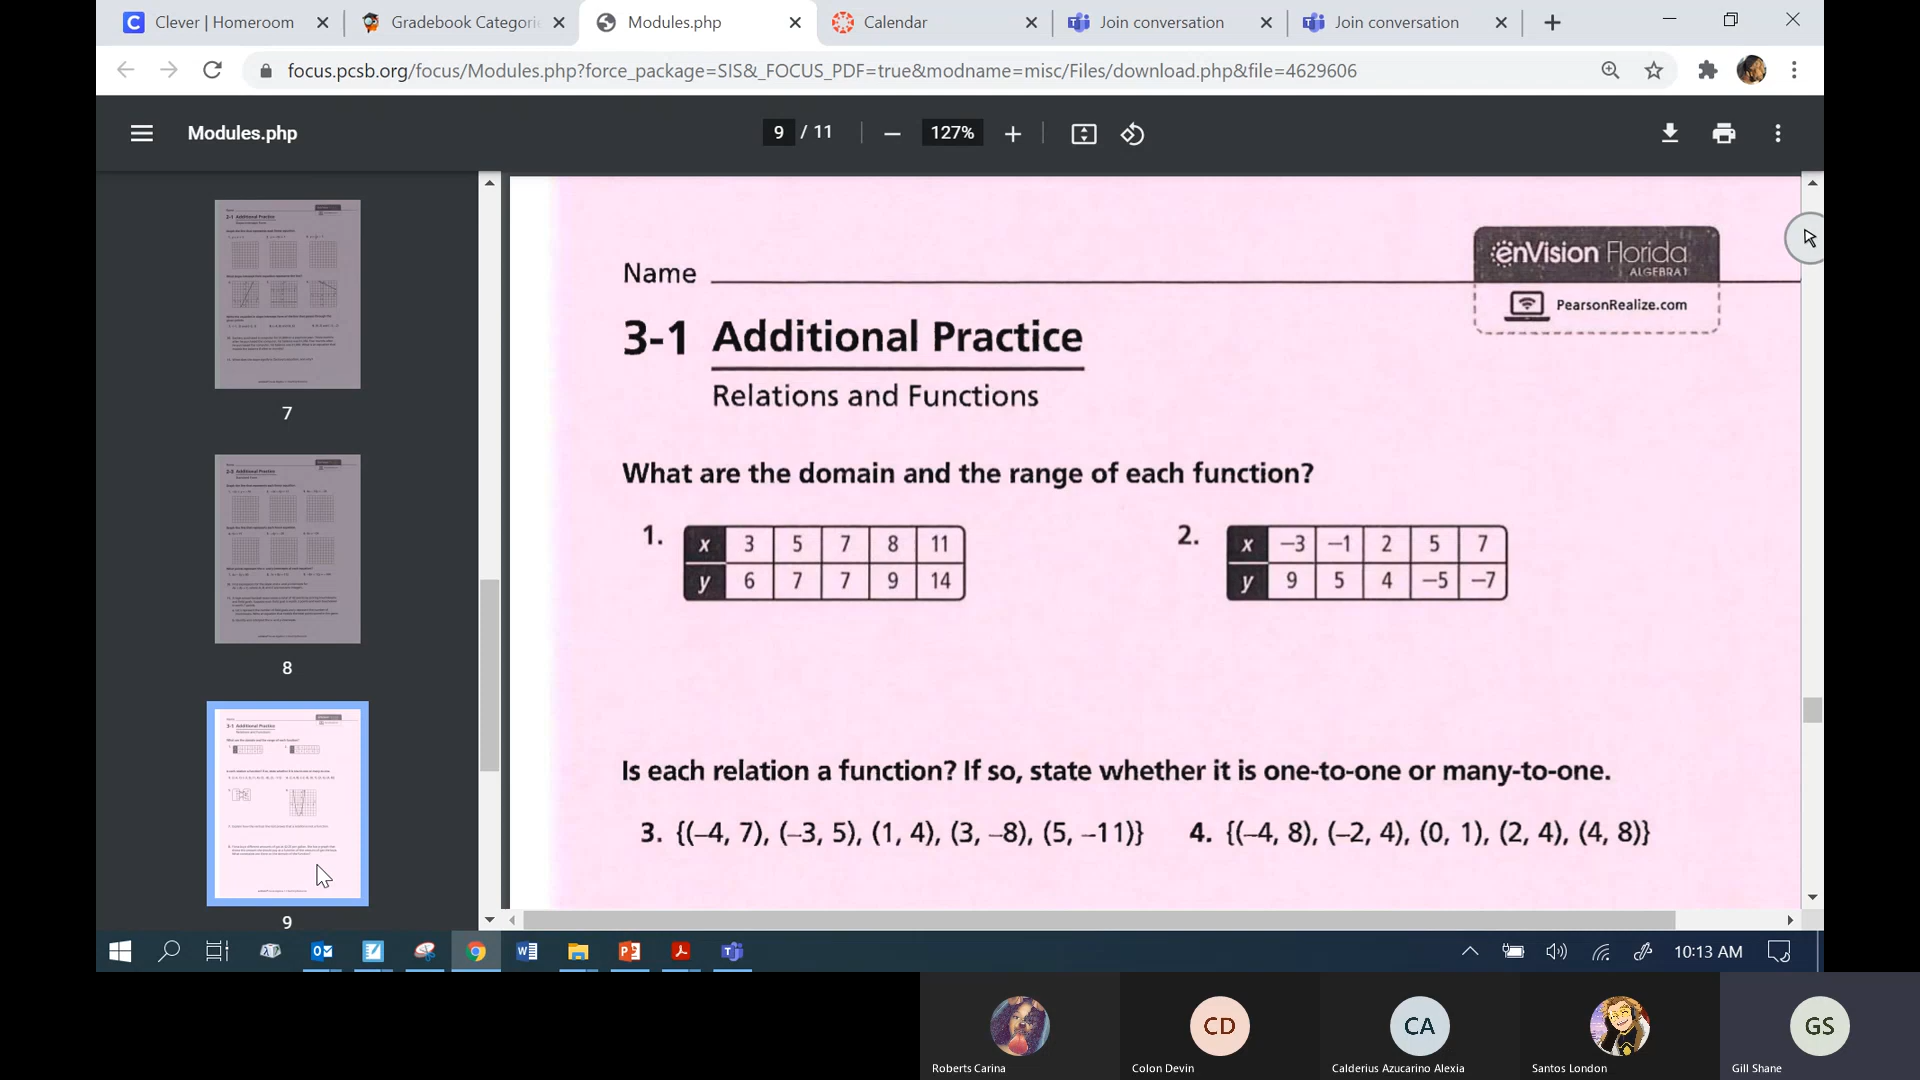 Clever | Homeroom
Gradebook Categori
Modules.php
Calendar
Join conversation
Join conversation
focus.pcsb.org/focus/Modules.php?force_package=SIS&_FOCUS_PDF=true&modname=misc/Files/download.php&file=4629606
Modules.php
9 / 11
127%
7
8
9
Name
enVision Florida
ALGEBRA 1
PearsonRealize.com
3-1 Additional Practice
Relations and Functions
What are the domain and the range of each function?
1.
x 3 5 7 8 11
y 6 7 7 9 14
2.
x −3 −1 2 5 7
y 9 5 4 −5 −7
Is each relation a function? If so, state whether it is one-to-one or many-to-one.
3. {(−4, 7), (−3, 5), (1, 4), (3, −8), (5, −11)}
4. {(−4, 8), (−2, 4), (0, 1), (2, 4), (4, 8)}
10:13 AM
CD
CA
GS
Roberts Carina
Colon Devin
Calderius Azucarino Alexia
Santos London
Gill Shane